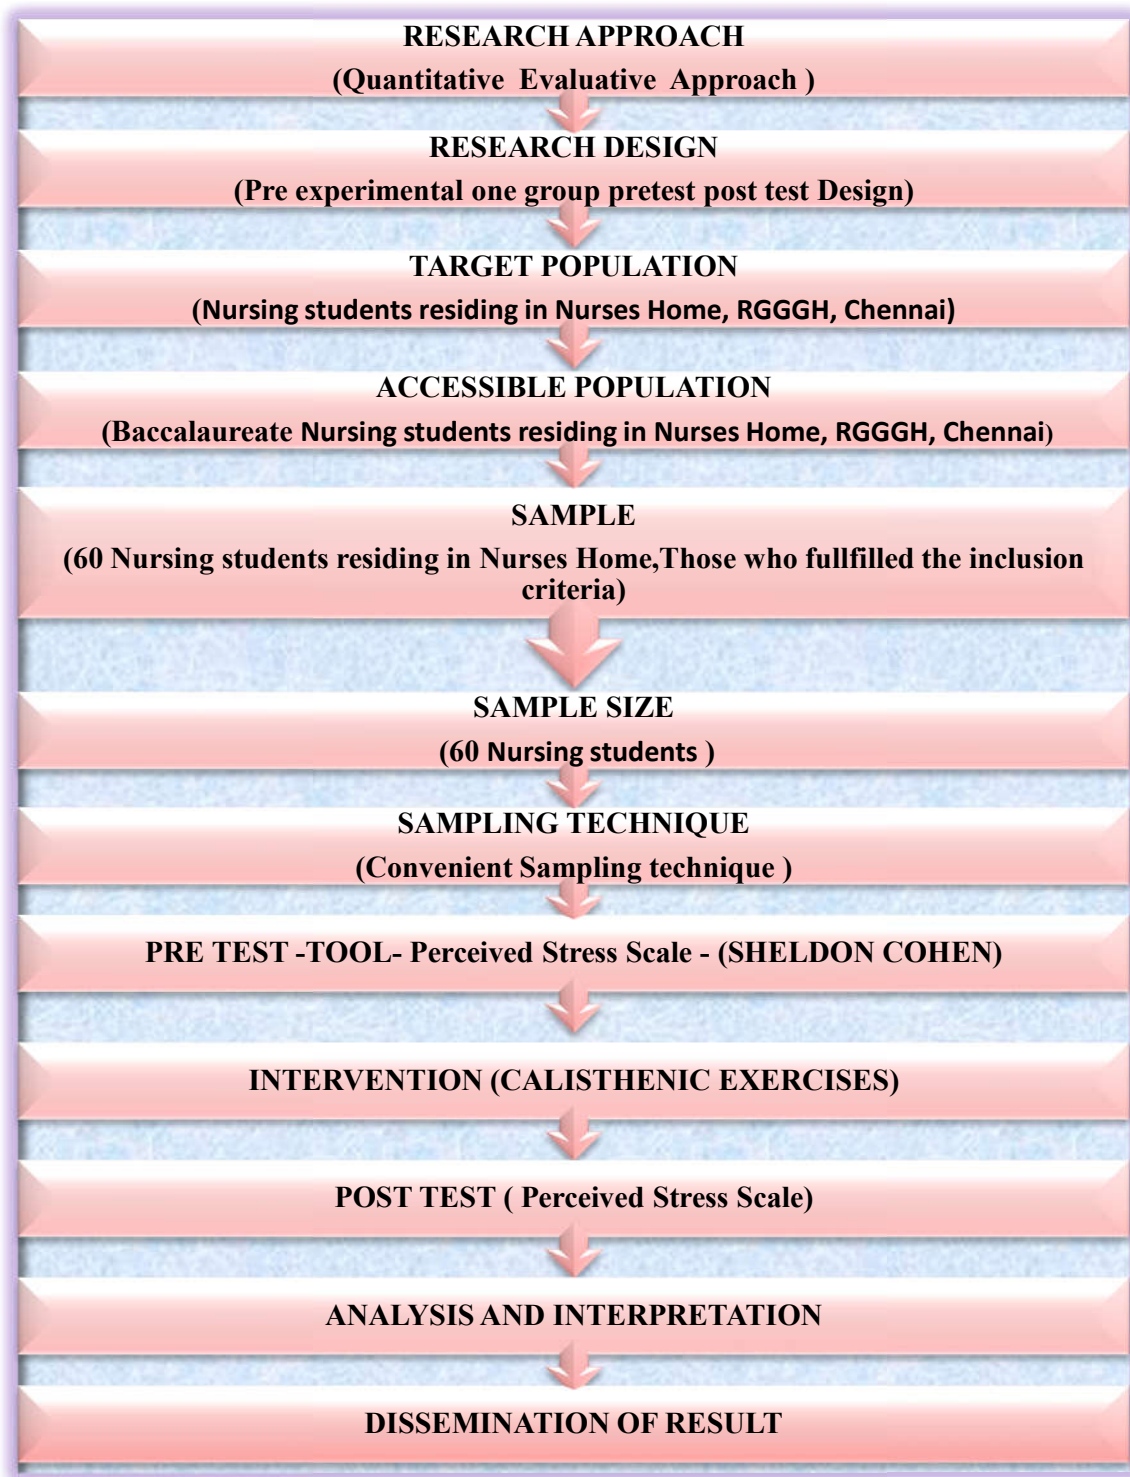 RESEARCH APPROACH
(Quantitative Evaluative Approach )
RESEARCH DESIGN
(Pre experimental one group pretest post test Design)
TARGET POPULATION
(Nursing students residing in Nurses Home, RGGGH, Chennai)
ACCESSIBLE POPULATION
(Baccalaureate Nursing students residing in Nurses Home, RGGGH, Chennai)
SAMPLE
(60 Nursing students residing in Nurses Home,Those who fullfilled the inclusion
criteria)
SAMPLE SIZE
(60 Nursing students )
SAMPLING TECHNIQUE
(Convenient Sampling technique )
PRE TEST -TOOL- Perceived Stress Scale - (SHELDON COHEN)
INTERVENTION (CALISTHENIC EXERCISES)
POST TEST ( Perceived Stress Scale)
ANALYSIS AND INTERPRETATION
DISSEMINATION OF RESULT